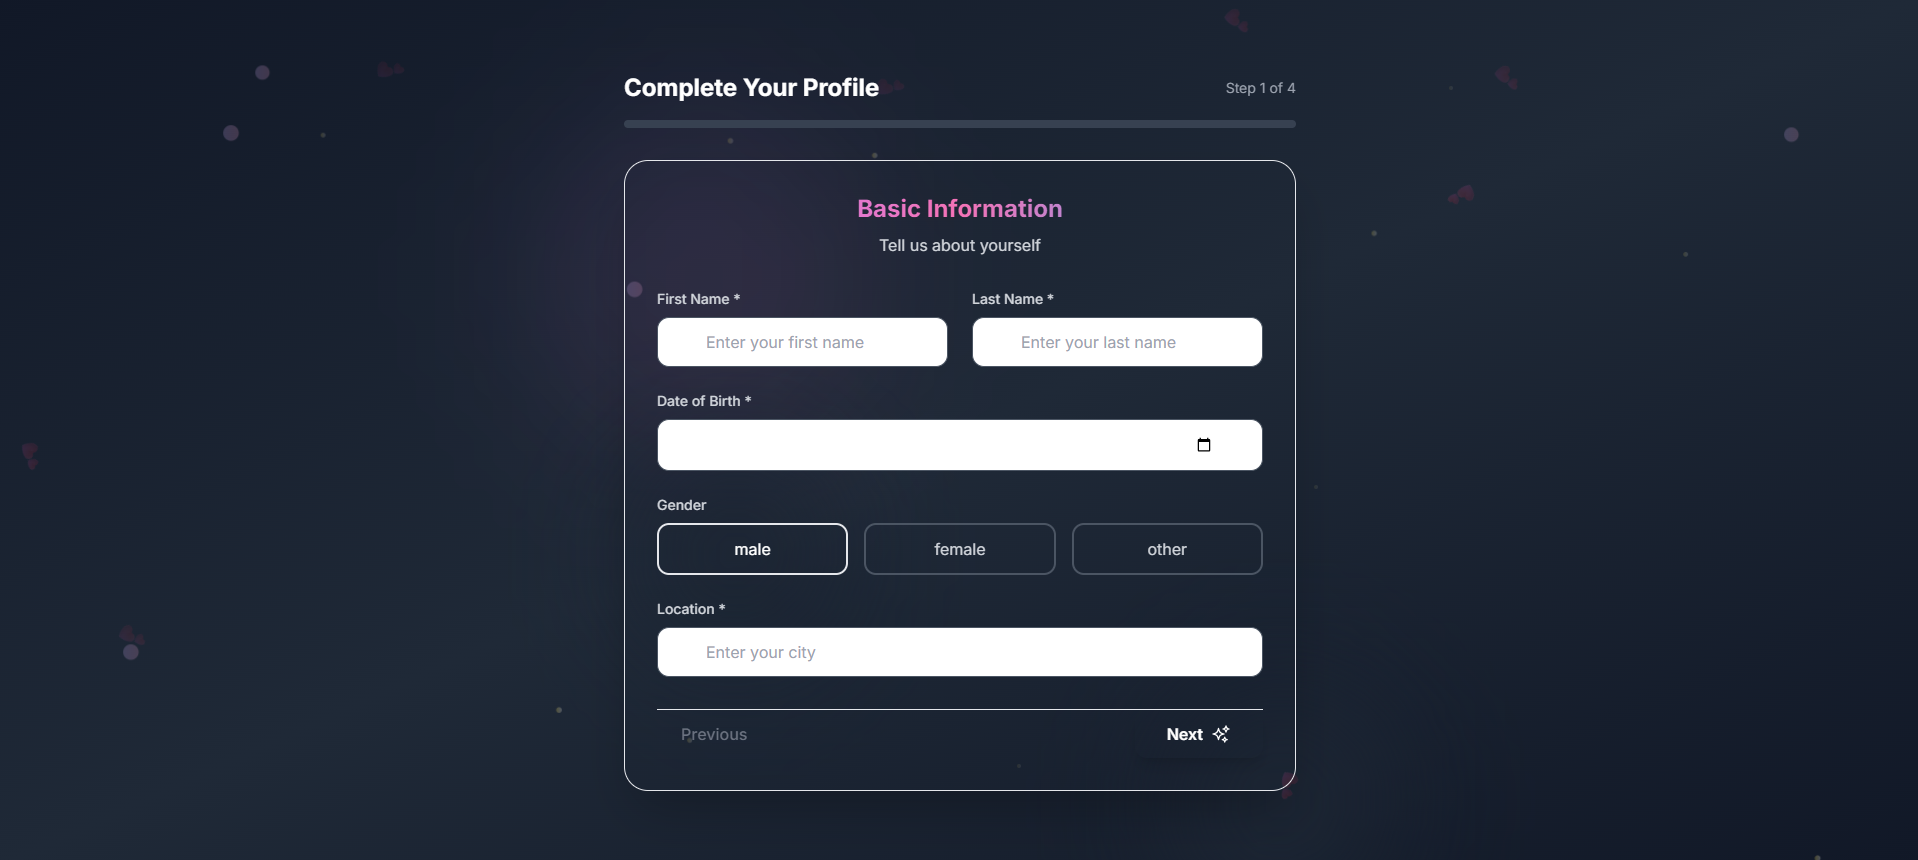 Complete Your Profile
Step 1 of 4
Basic Information
Tell us about yourself
First Name *
Last Name *
Enter your first name
Enter your last name
Date of Birth *
Gender
male
female
other
Location *
Enter your city
Previous
Next